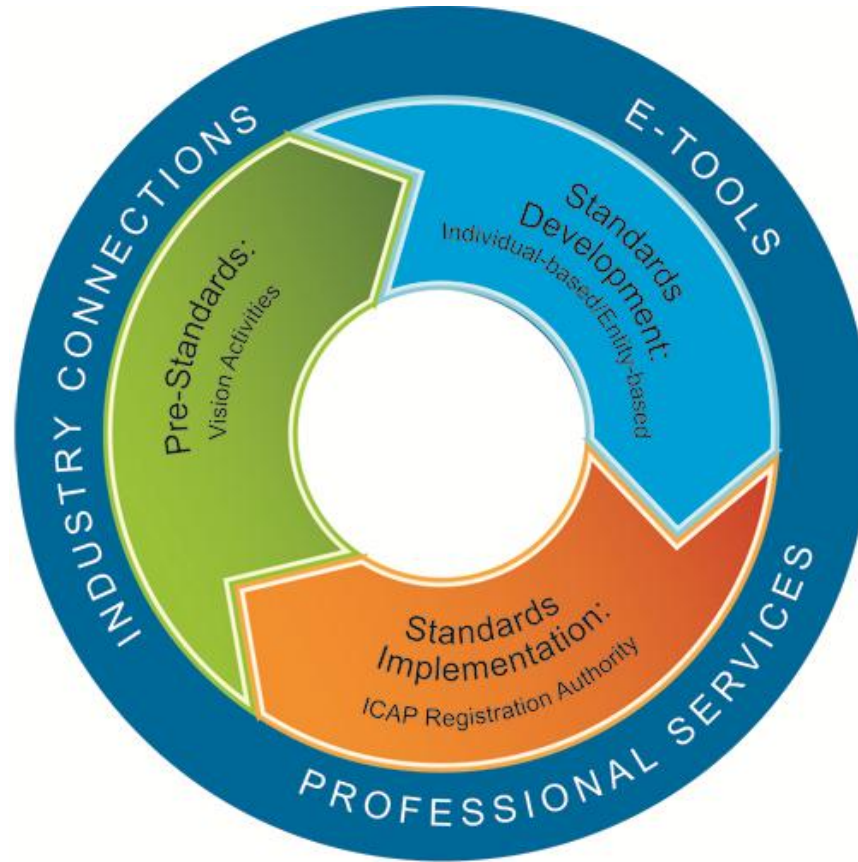 INDUSTRY CONNECTIONS
E-TOOLS
PROFESSIONAL SERVICES
Pre-Standards:
Vision Activities
Standards
Development:
Individual-based/Entity-based
Standards
Implementation:
ICAP Registration Authority